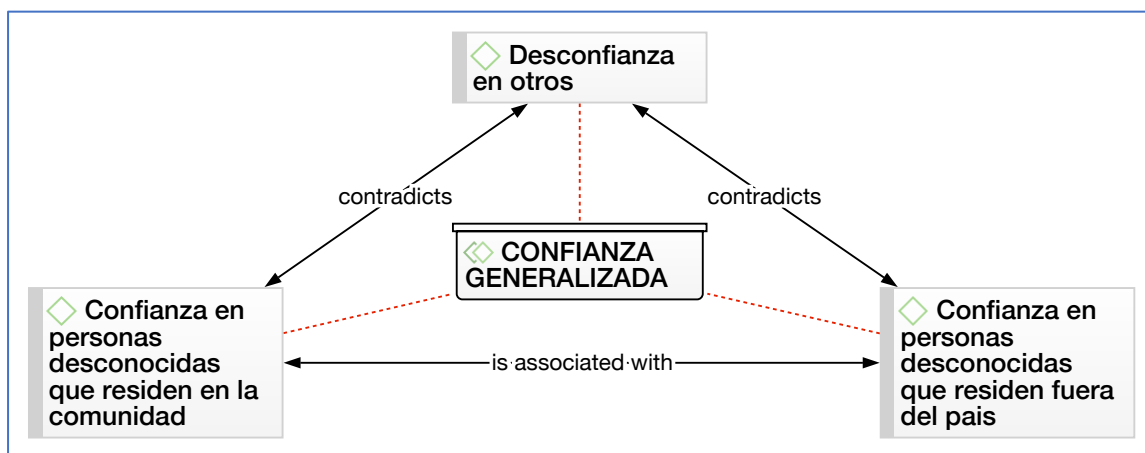 Desconfianza
en otros
contradicts
contradicts
CONFIANZA
GENERALIZADA
Confianza en
personas
desconocidas
que residen en la
comunidad
is associated with
Confianza en
personas
desconocidas
que residen fuera
del pais